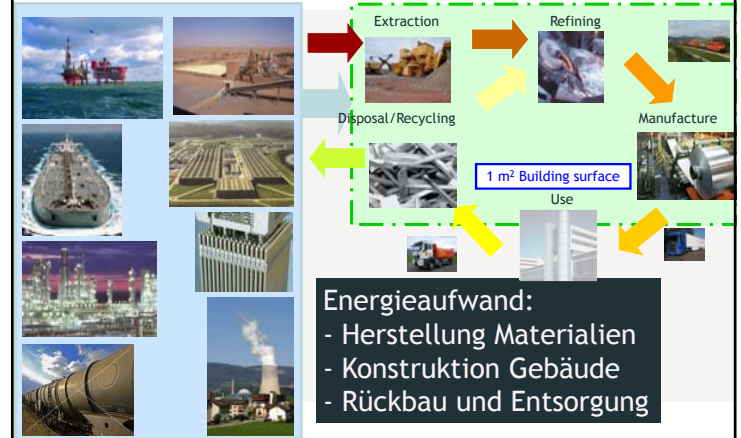 Extraction
Refining
Disposal/Recycling
Manufacture
1 m² Building surface
Use
Energieaufwand:
- Herstellung Materialien
- Konstruktion Gebäude
- Rückbau und Entsorgung